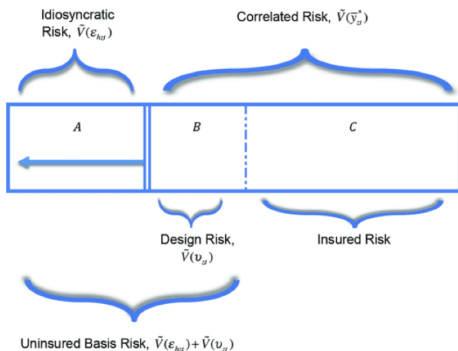 Idiosyncratic
Risk, Ṽ(ε_hzt)
Correlated Risk, Ṽ(ȳ*_zt)
A
B
C
Design Risk,
Ṽ(υ_zt)
Insured Risk
Uninsured Basis Risk, Ṽ(ε_hzt)+Ṽ(υ_zt)